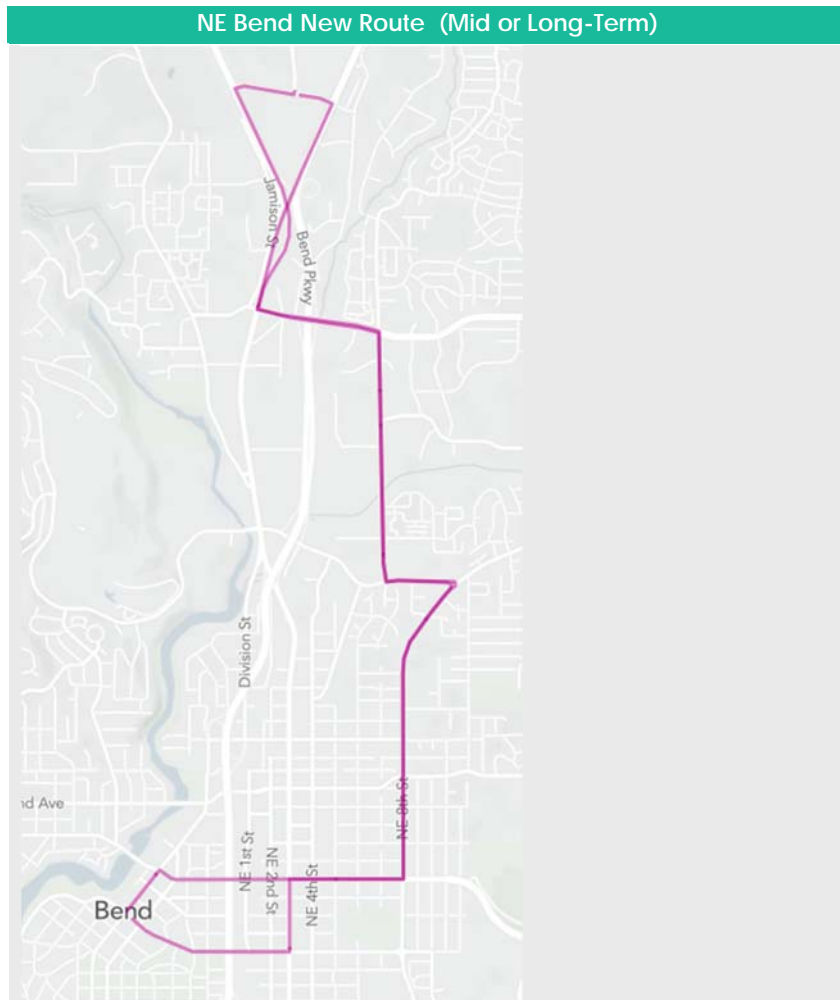 NE Bend New Route (Mid or Long-Term)
Jamison St
Bend Pkwy
Division St
nd Ave
NE 8th St
NE 1st St
NE 2nd St
NE 4th St
Bend